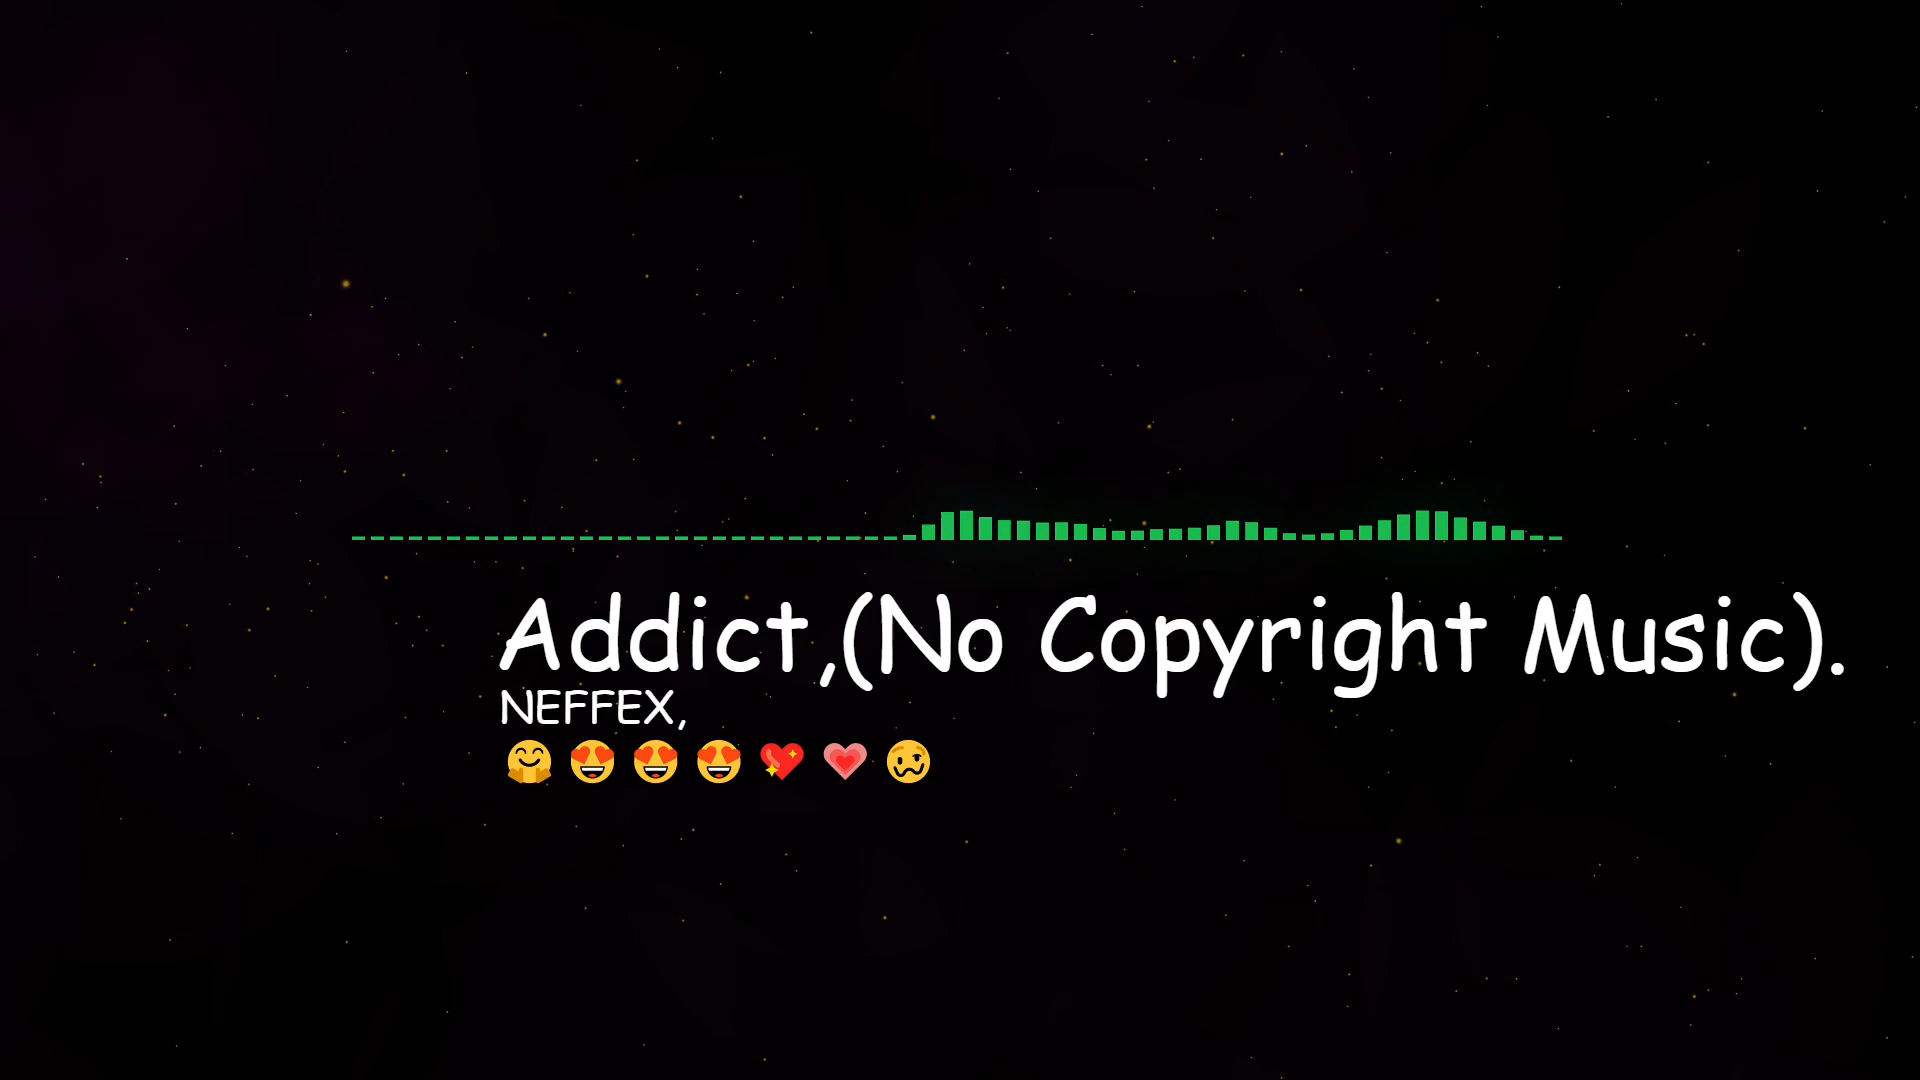 Addict,(No Copyright Music).
NEFFEX,
🤗 😍 😍 😍 💖 💗 🥴